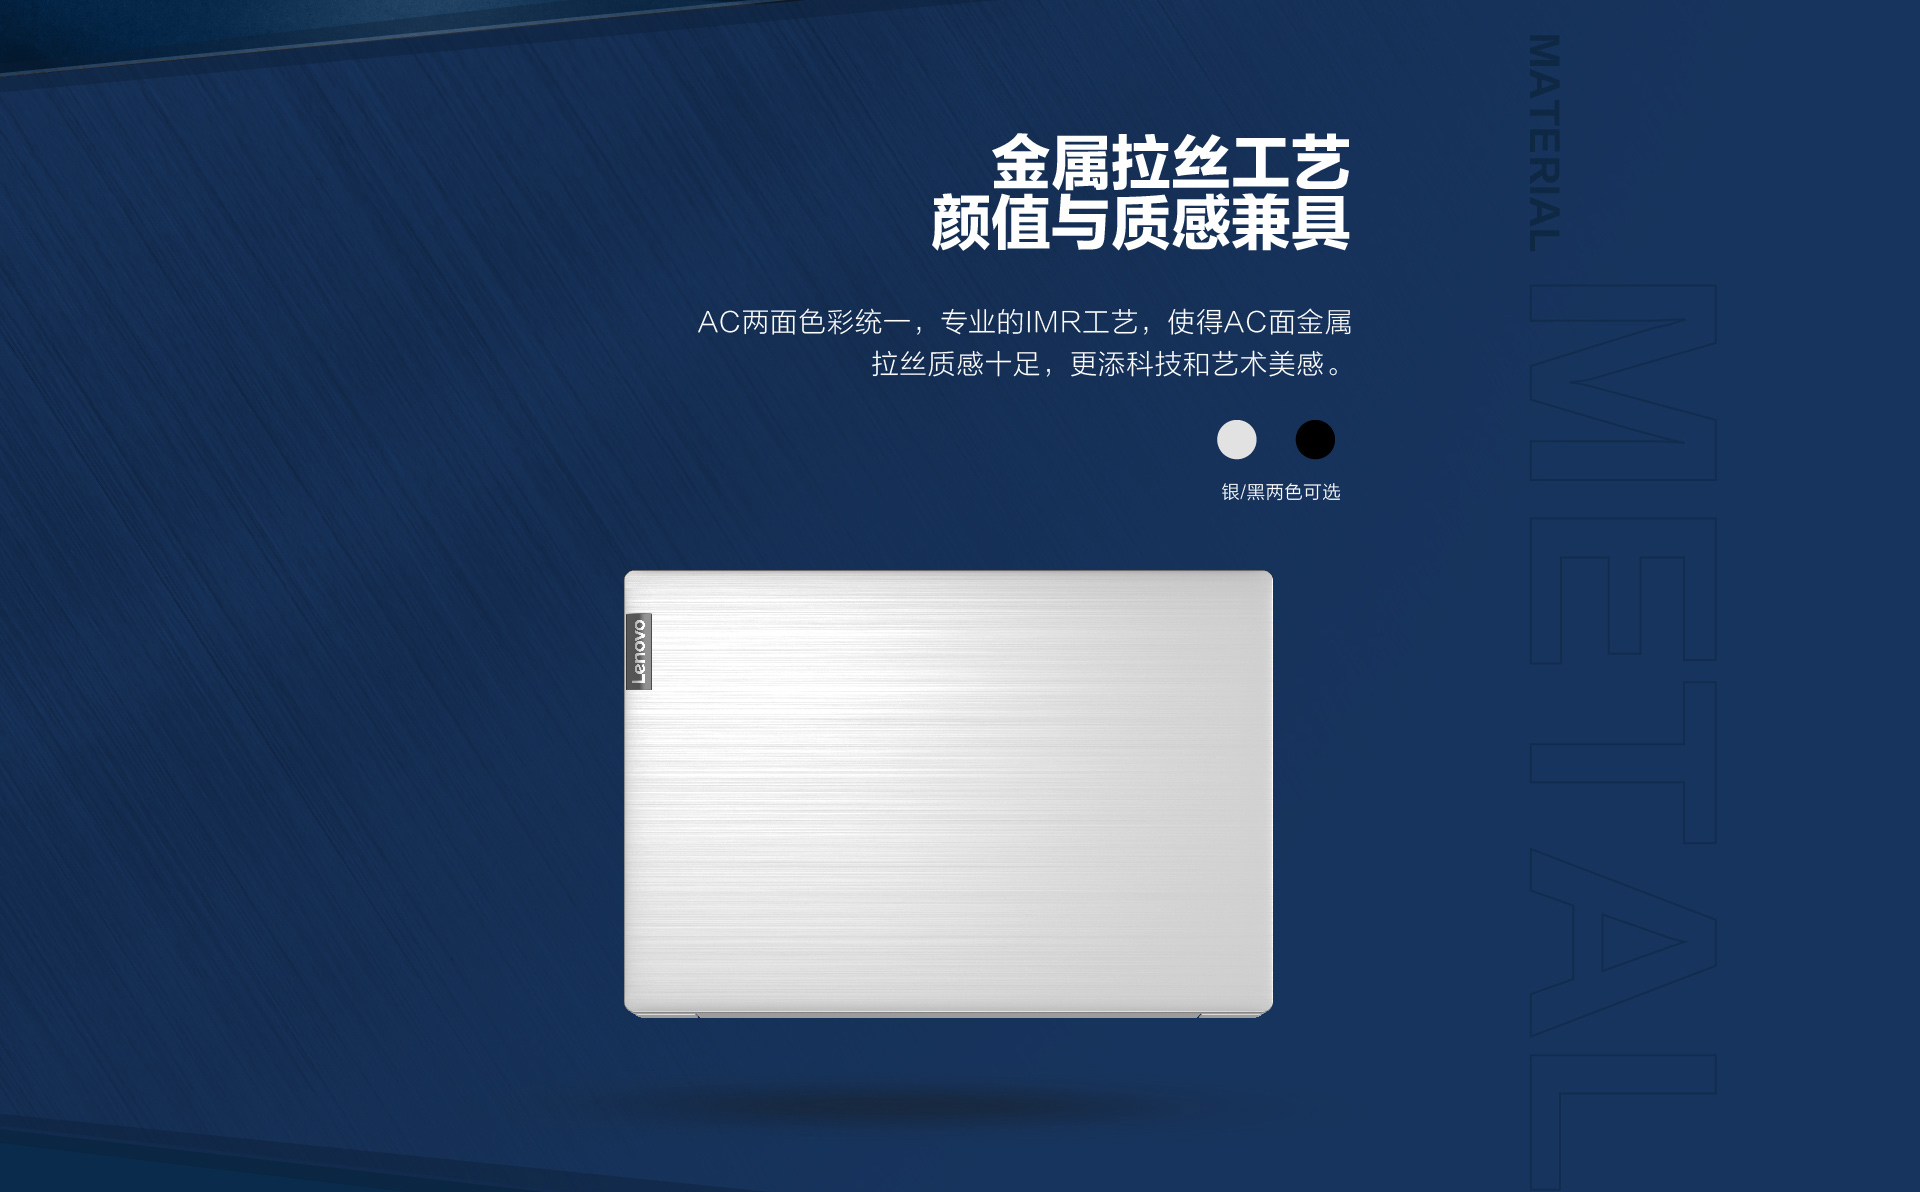 金属拉丝工艺
颜值与质感兼具
AC两面色彩统一，专业的IMR工艺，使得AC面金属
拉丝质感十足，更添科技和艺术美感。
银/黑两色可选
Lenovo
MATERIAL
METAL